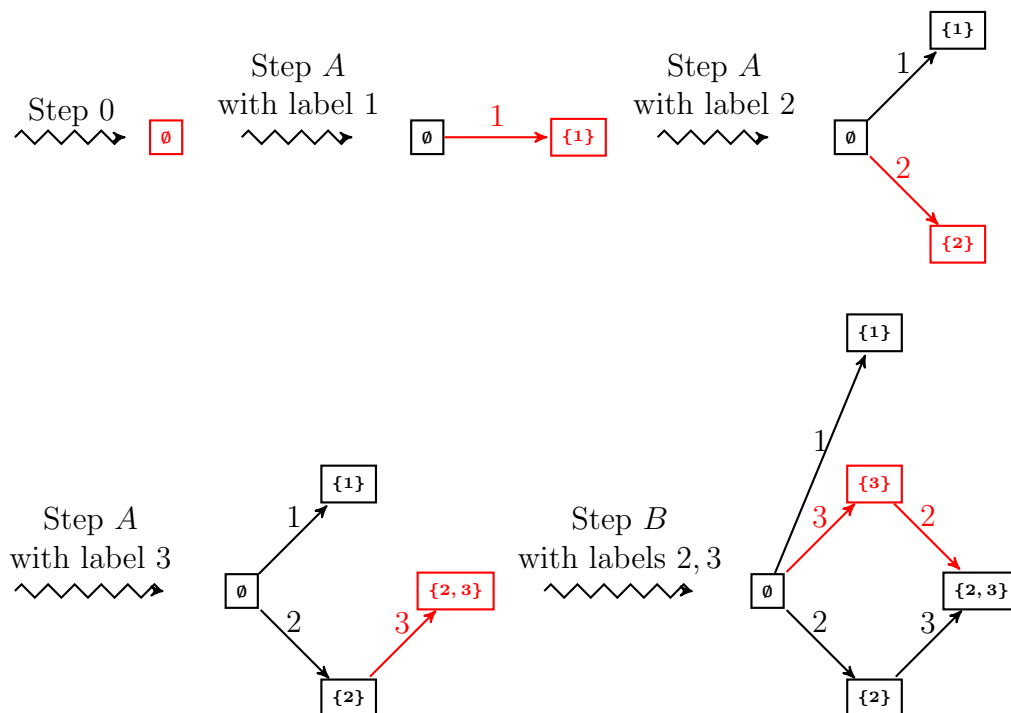 Step 0
∅
Step A
with label 1
∅
1
{1}
Step A
with label 2
∅
1
{1}
2
{2}
Step A
with label 3
∅
1
{1}
2
{2}
3
{2, 3}
Step B
with labels 2, 3
∅
1
{1}
3
{3}
2
{2, 3}
2
{2}
3